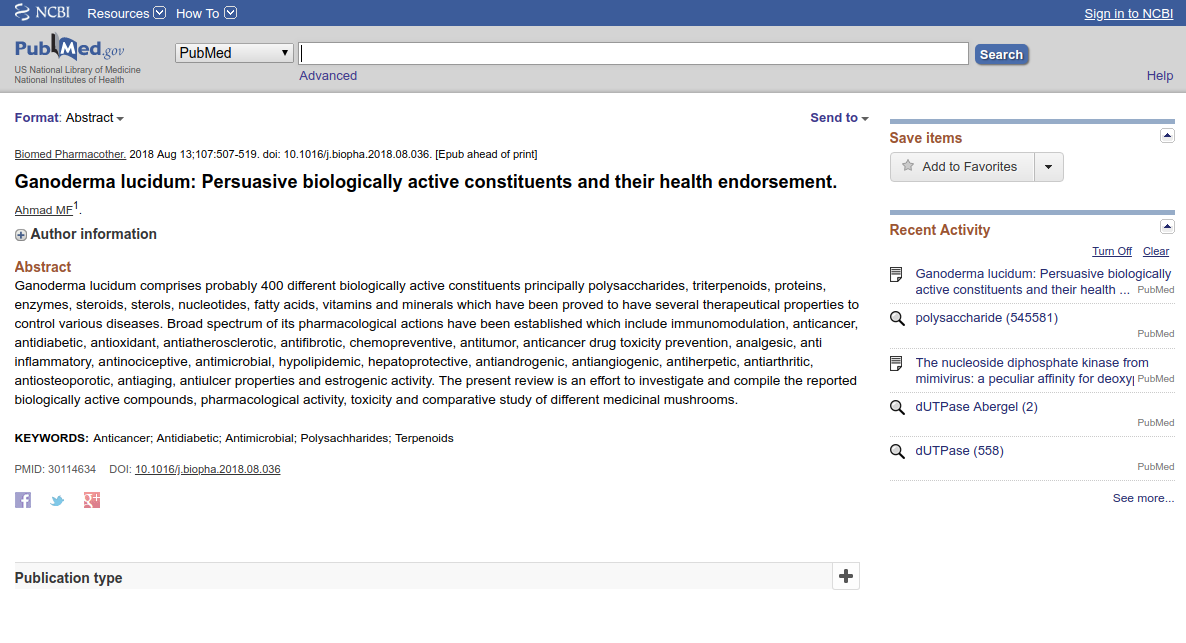 NCBI Resources How To Sign in to NCBI
PubMed.gov
US National Library of Medicine
National Institutes of Health
PubMed
Search
Advanced
Help
Format: Abstract
Send to
Biomed Pharmacother. 2018 Aug 13;107:507-519. doi: 10.1016/j.biopha.2018.08.036. [Epub ahead of print]
Ganoderma lucidum: Persuasive biologically active constituents and their health endorsement.
Ahmad MF1.
Author information
Abstract
Ganoderma lucidum comprises probably 400 different biologically active constituents principally polysaccharides, triterpenoids, proteins,
enzymes, steroids, sterols, nucleotides, fatty acids, vitamins and minerals which have been proved to have several therapeutical properties to
control various diseases. Broad spectrum of its pharmacological actions have been established which include immunomodulation, anticancer,
antidiabetic, antioxidant, antiatherosclerotic, antifibrotic, chemopreventive, antitumor, anticancer drug toxicity prevention, analgesic, anti
inflammatory, antinociceptive, antimicrobial, hypolipidemic, hepatoprotective, antiandrogenic, antiangiogenic, antiherpetic, antiarthritic,
antiosteoporotic, antiaging, antiulcer properties and estrogenic activity. The present review is an effort to investigate and compile the reported
biologically active compounds, pharmacological activity, toxicity and comparative study of different medicinal mushrooms.
KEYWORDS: Anticancer; Antidiabetic; Antimicrobial; Polysachharides; Terpenoids
PMID: 30114634 DOI: 10.1016/j.biopha.2018.08.036
f
g+
Publication type
Save items
Add to Favorites
Recent Activity
Turn Off Clear
Ganoderma lucidum: Persuasive biologically
active constituents and their health ... PubMed
polysaccharide (545581)
PubMed
The nucleoside diphosphate kinase from
mimivirus: a peculiar affinity for deoxyp PubMed
dUTPase Abergel (2)
PubMed
dUTPase (558)
PubMed
See more...